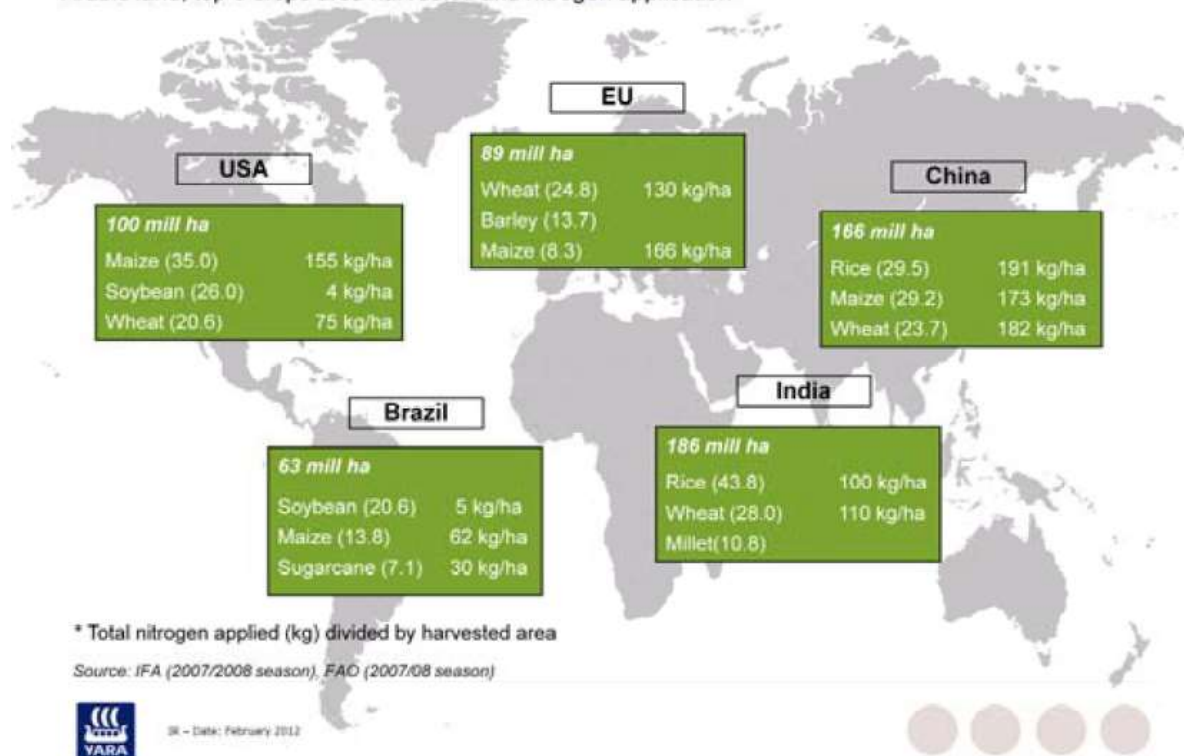 EU
89 mill ha
Wheat (24.8) 130 kg/ha
Barley (13.7)
Maize (8.3) 166 kg/ha
USA
100 mill ha
Maize (35.0) 155 kg/ha
Soybean (26.0) 4 kg/ha
Wheat (20.6) 75 kg/ha
China
166 mill ha
Rice (29.5) 191 kg/ha
Maize (29.2) 173 kg/ha
Wheat (23.7) 182 kg/ha
Brazil
63 mill ha
Soybean (20.6) 5 kg/ha
Maize (13.8) 62 kg/ha
Sugarcane (7.1) 30 kg/ha
India
186 mill ha
Rice (43.8) 100 kg/ha
Wheat (28.0) 110 kg/ha
Millet(10.8)
* Total nitrogen applied (kg) divided by harvested area
Source: IFA (2007/2008 season), FAO (2007/08 season)
YARA
IR – Date: February 2012